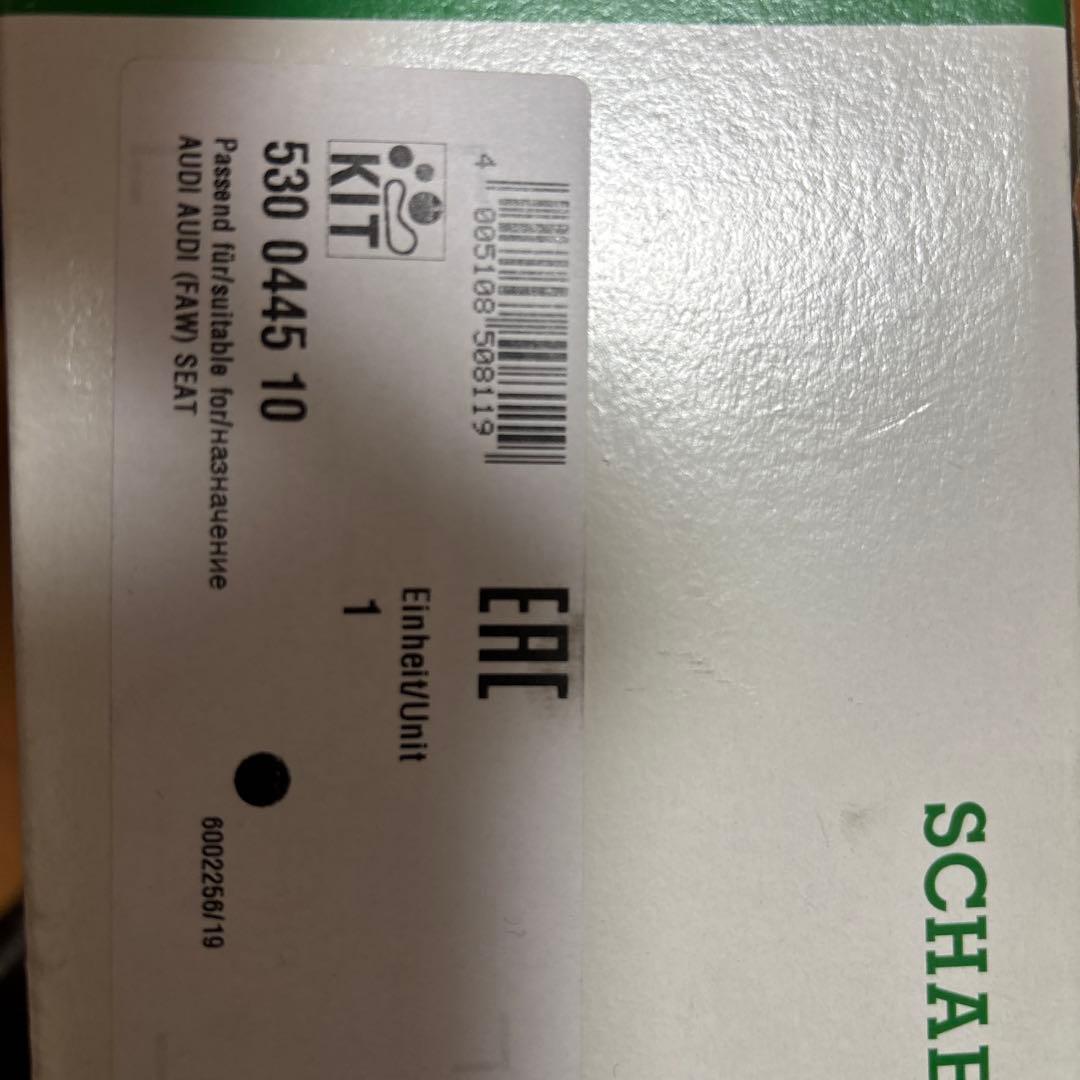 4 005108 508119
EAC
KIT
Einheit/Unit
1
530 0445 10
Passend für/suitable for/назначение
AUDI AUDI (FAW) SEAT
6002256/19
SCHAE